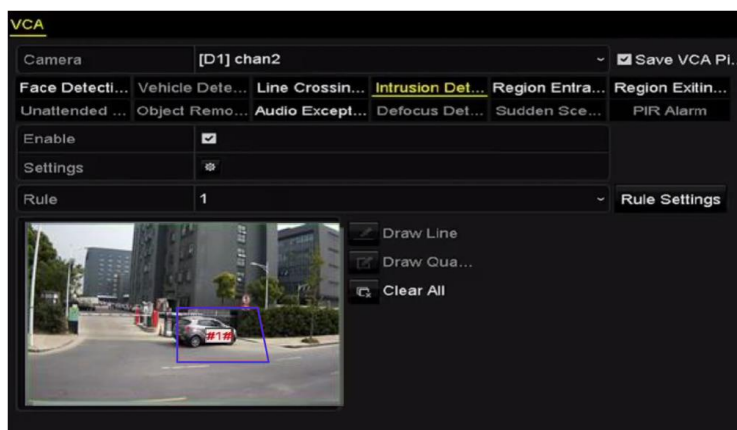 VCA
Camera [D1] chan2 Save VCA Pi..
Face Detecti... Vehicle Dete... Line Crossin... Intrusion Det... Region Entra... Region Exitin...
Unattended ... Object Remo... Audio Except... Defocus Det... Sudden Sce... PIR Alarm
Enable
Settings
Rule 1 Rule Settings
Draw Line
Draw Qua...
Clear All
#1#